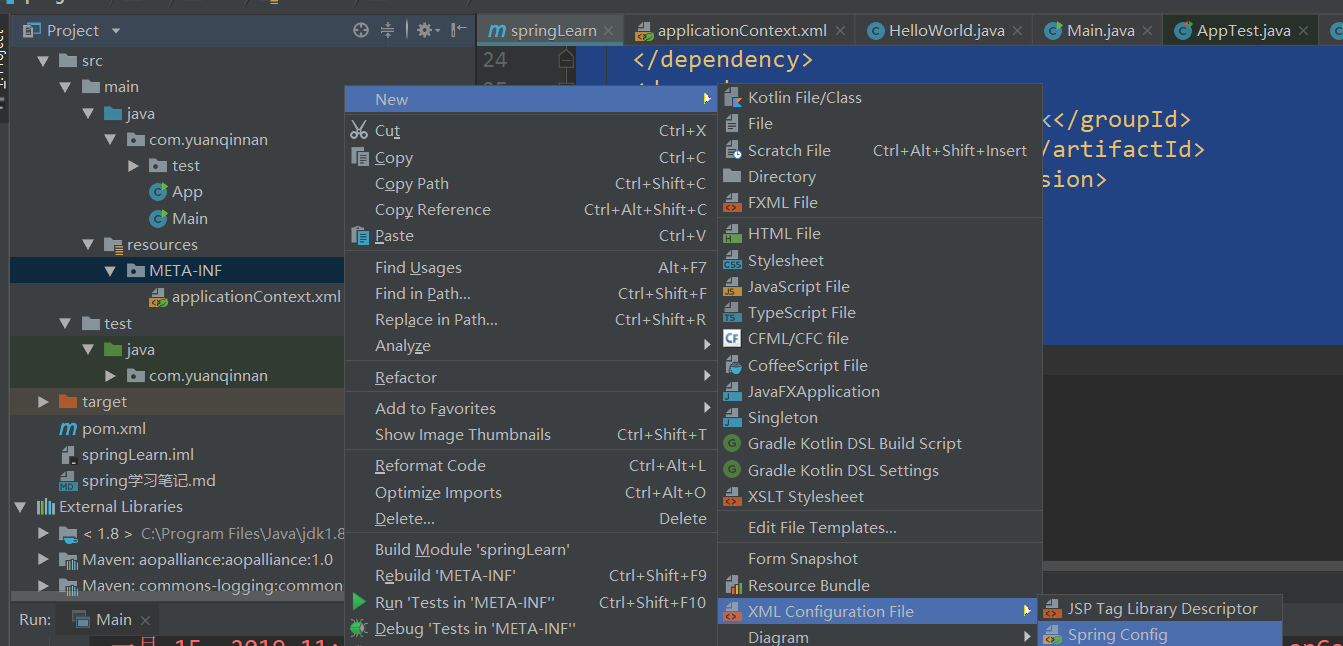 Project
springLearn
applicationContext.xml
HelloWorld.java
Main.java
AppTest.java
src
main
java
com.yuanqinnan
test
App
Main
resources
META-INF
applicationContext.xml
test
java
com.yuanqinnan
target
pom.xml
springLearn.iml
spring学习笔记.md
External Libraries
< 1.8 > C:\Program Files\Java\jdk1.8
Maven: aopalliance:aopalliance:1.0
Maven: commons-logging:common
Run: Main
24 </dependency>
</groupId>
/artifactId>
sion>
New
Cut Ctrl+X
Copy Ctrl+C
Copy Path Ctrl+Shift+C
Copy Reference Ctrl+Alt+Shift+C
Paste Ctrl+V
Find Usages Alt+F7
Find in Path... Ctrl+Shift+F
Replace in Path... Ctrl+Shift+R
Analyze
Refactor
Add to Favorites
Show Image Thumbnails Ctrl+Shift+T
Reformat Code Ctrl+Alt+L
Optimize Imports Ctrl+Alt+O
Delete... Delete
Build Module 'springLearn'
Rebuild 'META-INF' Ctrl+Shift+F9
Run 'Tests in 'META-INF'' Ctrl+Shift+F10
Debug 'Tests in 'META-INF''
Kotlin File/Class
File
Scratch File Ctrl+Alt+Shift+Insert
Directory
FXML File
HTML File
Stylesheet
JavaScript File
TypeScript File
CFML/CFC file
CoffeeScript File
JavaFXApplication
Singleton
Gradle Kotlin DSL Build Script
Gradle Kotlin DSL Settings
XSLT Stylesheet
Edit File Templates...
Form Snapshot
Resource Bundle
XML Configuration File
Diagram
JSP Tag Library Descriptor
Spring Config